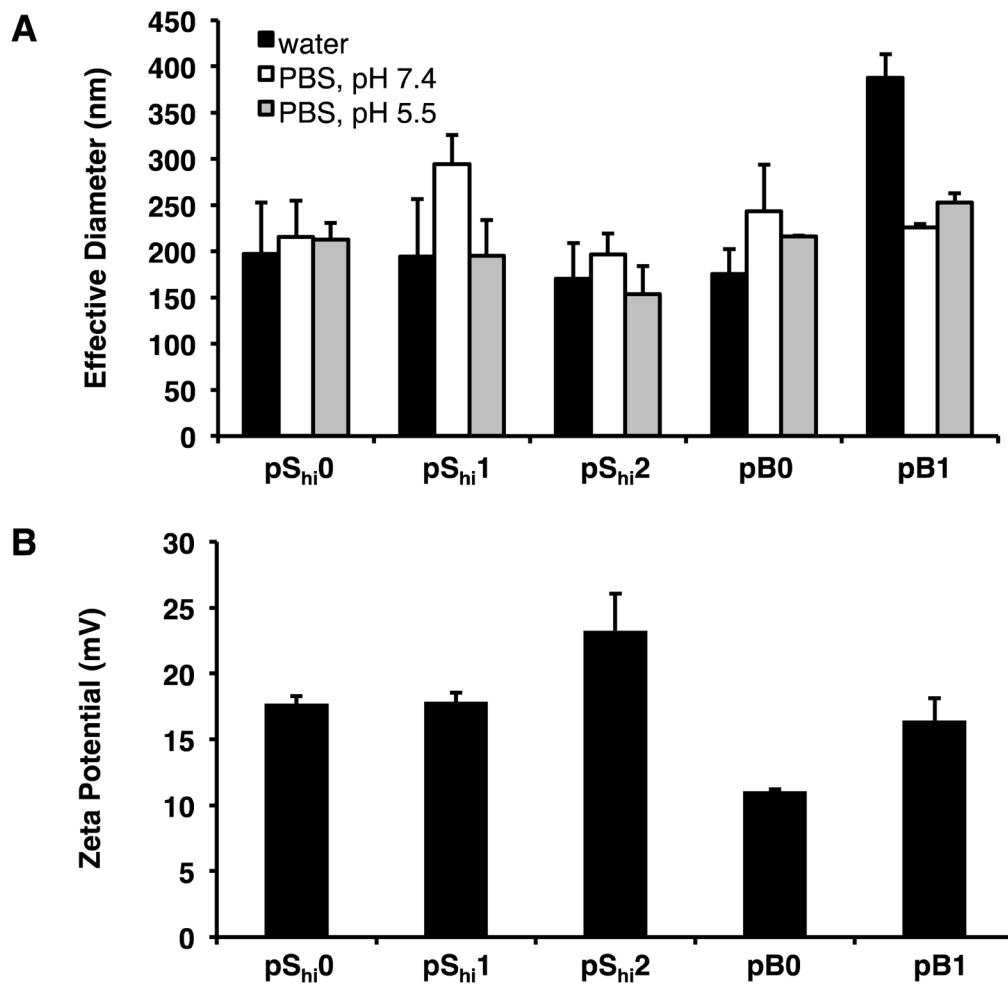 A
Effective Diameter (nm)
450
400
350
300
250
200
150
100
50
0
water
PBS, pH 7.4
PBS, pH 5.5
pShi0 pShi1 pShi2 pB0 pB1
B
Zeta Potential (mV)
30
25
20
15
10
5
0
pShi0 pShi1 pShi2 pB0 pB1